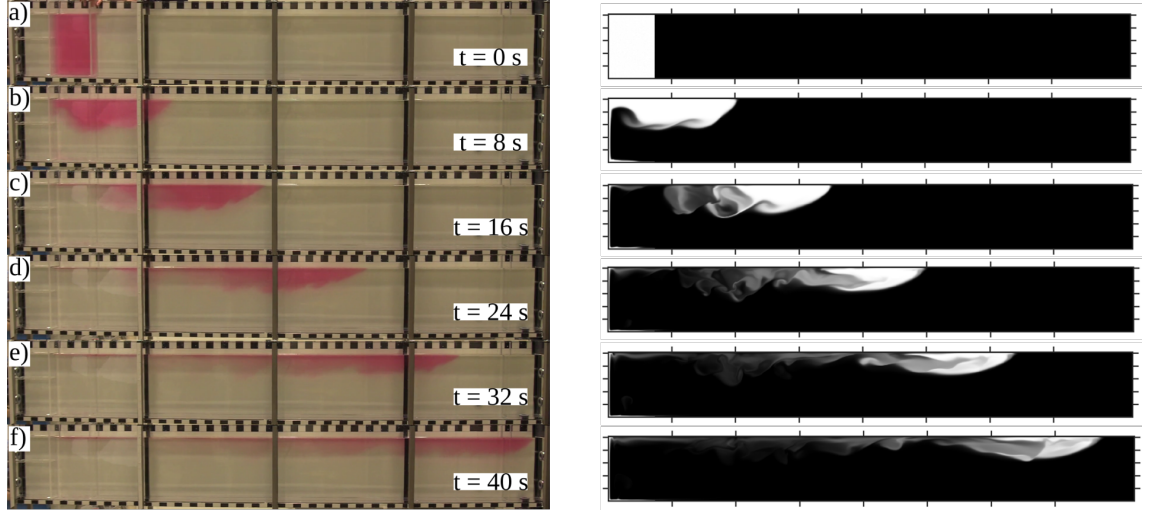 a)
t = 0 s
b)
t = 8 s
c)
t = 16 s
d)
t = 24 s
e)
t = 32 s
f)
t = 40 s